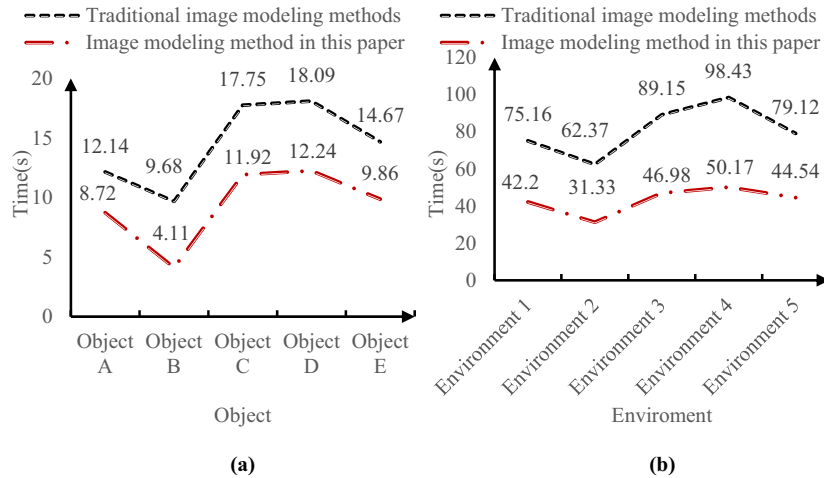 Traditional image modeling methods
Image modeling method in this paper
20
15
10
5
0
Time(s)
12.14
9.68
17.75
18.09
14.67
8.72
4.11
11.92
12.24
9.86
Object A
Object B
Object C
Object D
Object E
Object
(a)
Traditional image modeling methods
Image modeling method in this paper
120
100
80
60
40
20
0
Time(s)
75.16
62.37
89.15
98.43
79.12
42.2
31.33
46.98
50.17
44.54
Environment 1
Environment 2
Environment 3
Environment 4
Environment 5
Enviroment
(b)